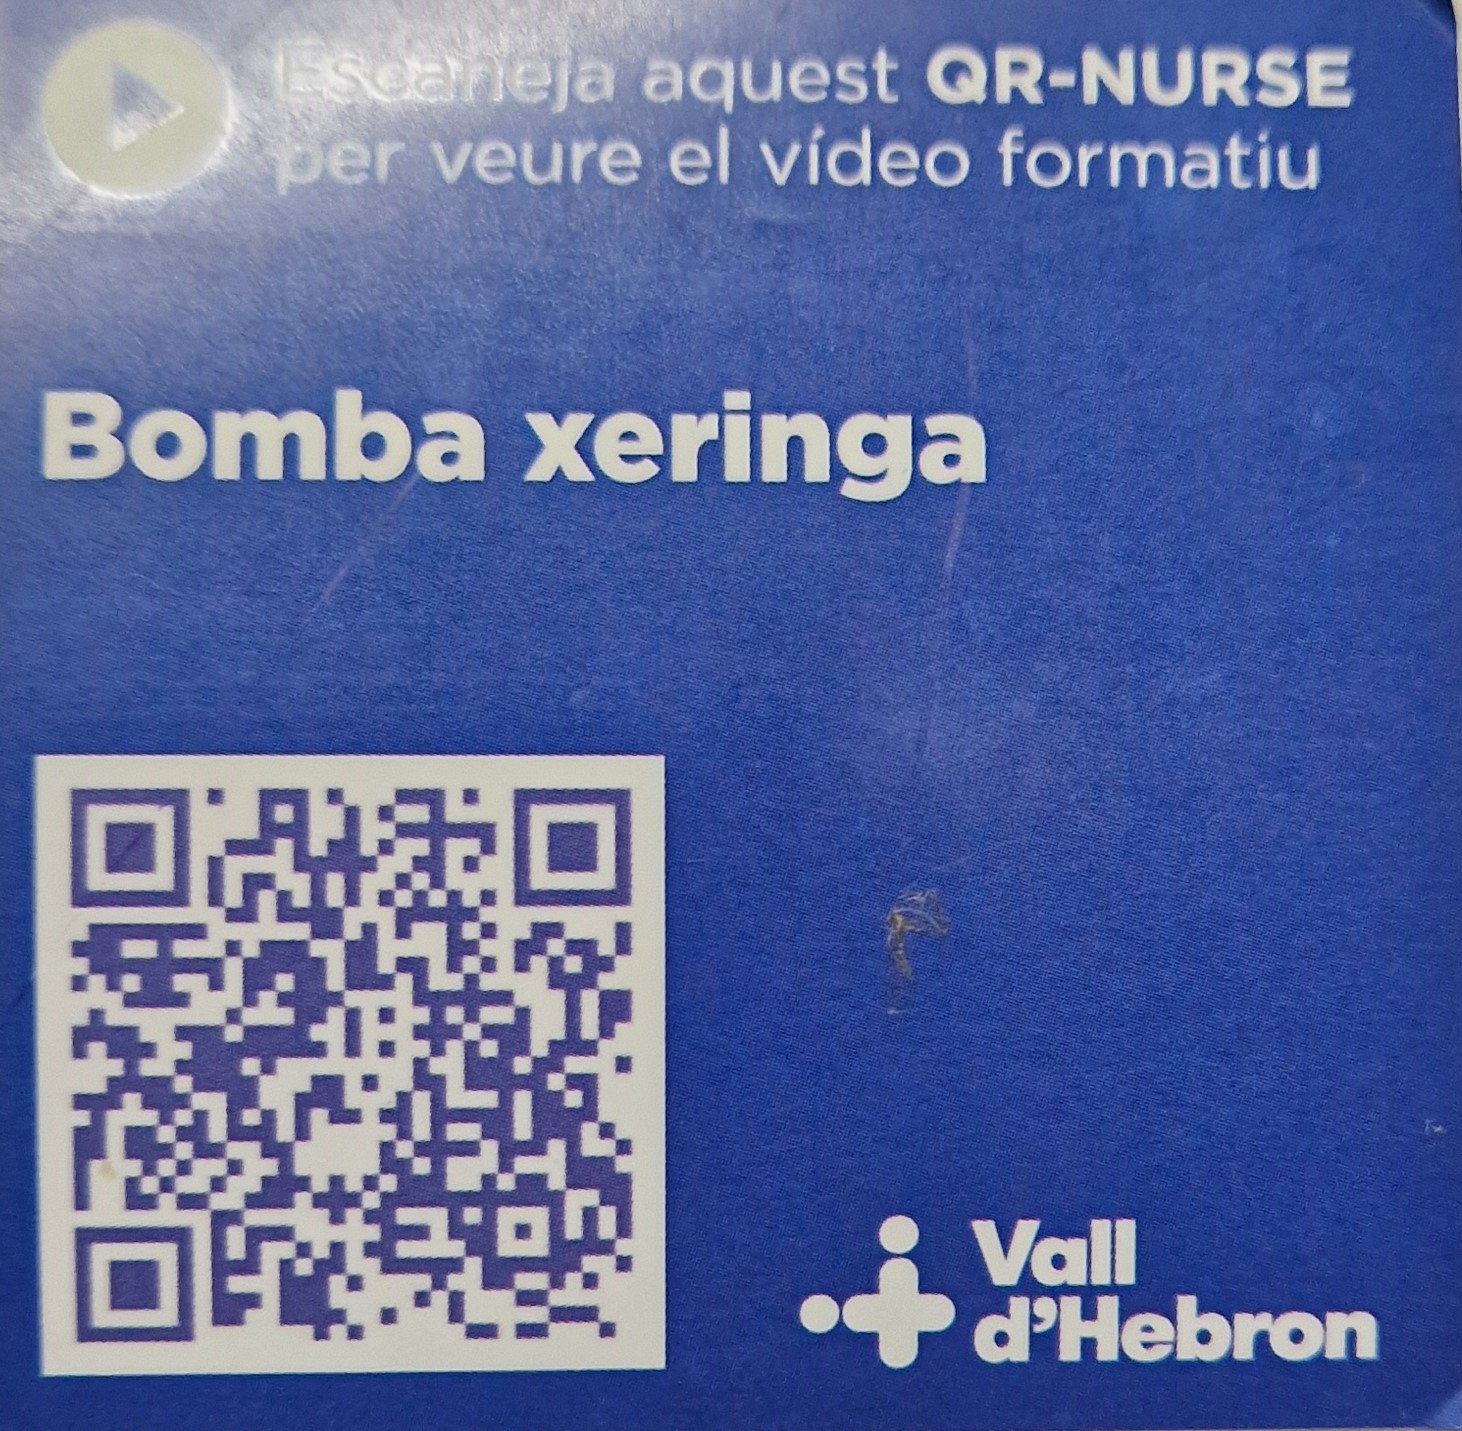 Escaneja aquest QR-NURSE
per veure el vídeo formatiu
Bomba xeringa
Vall
d'Hebron